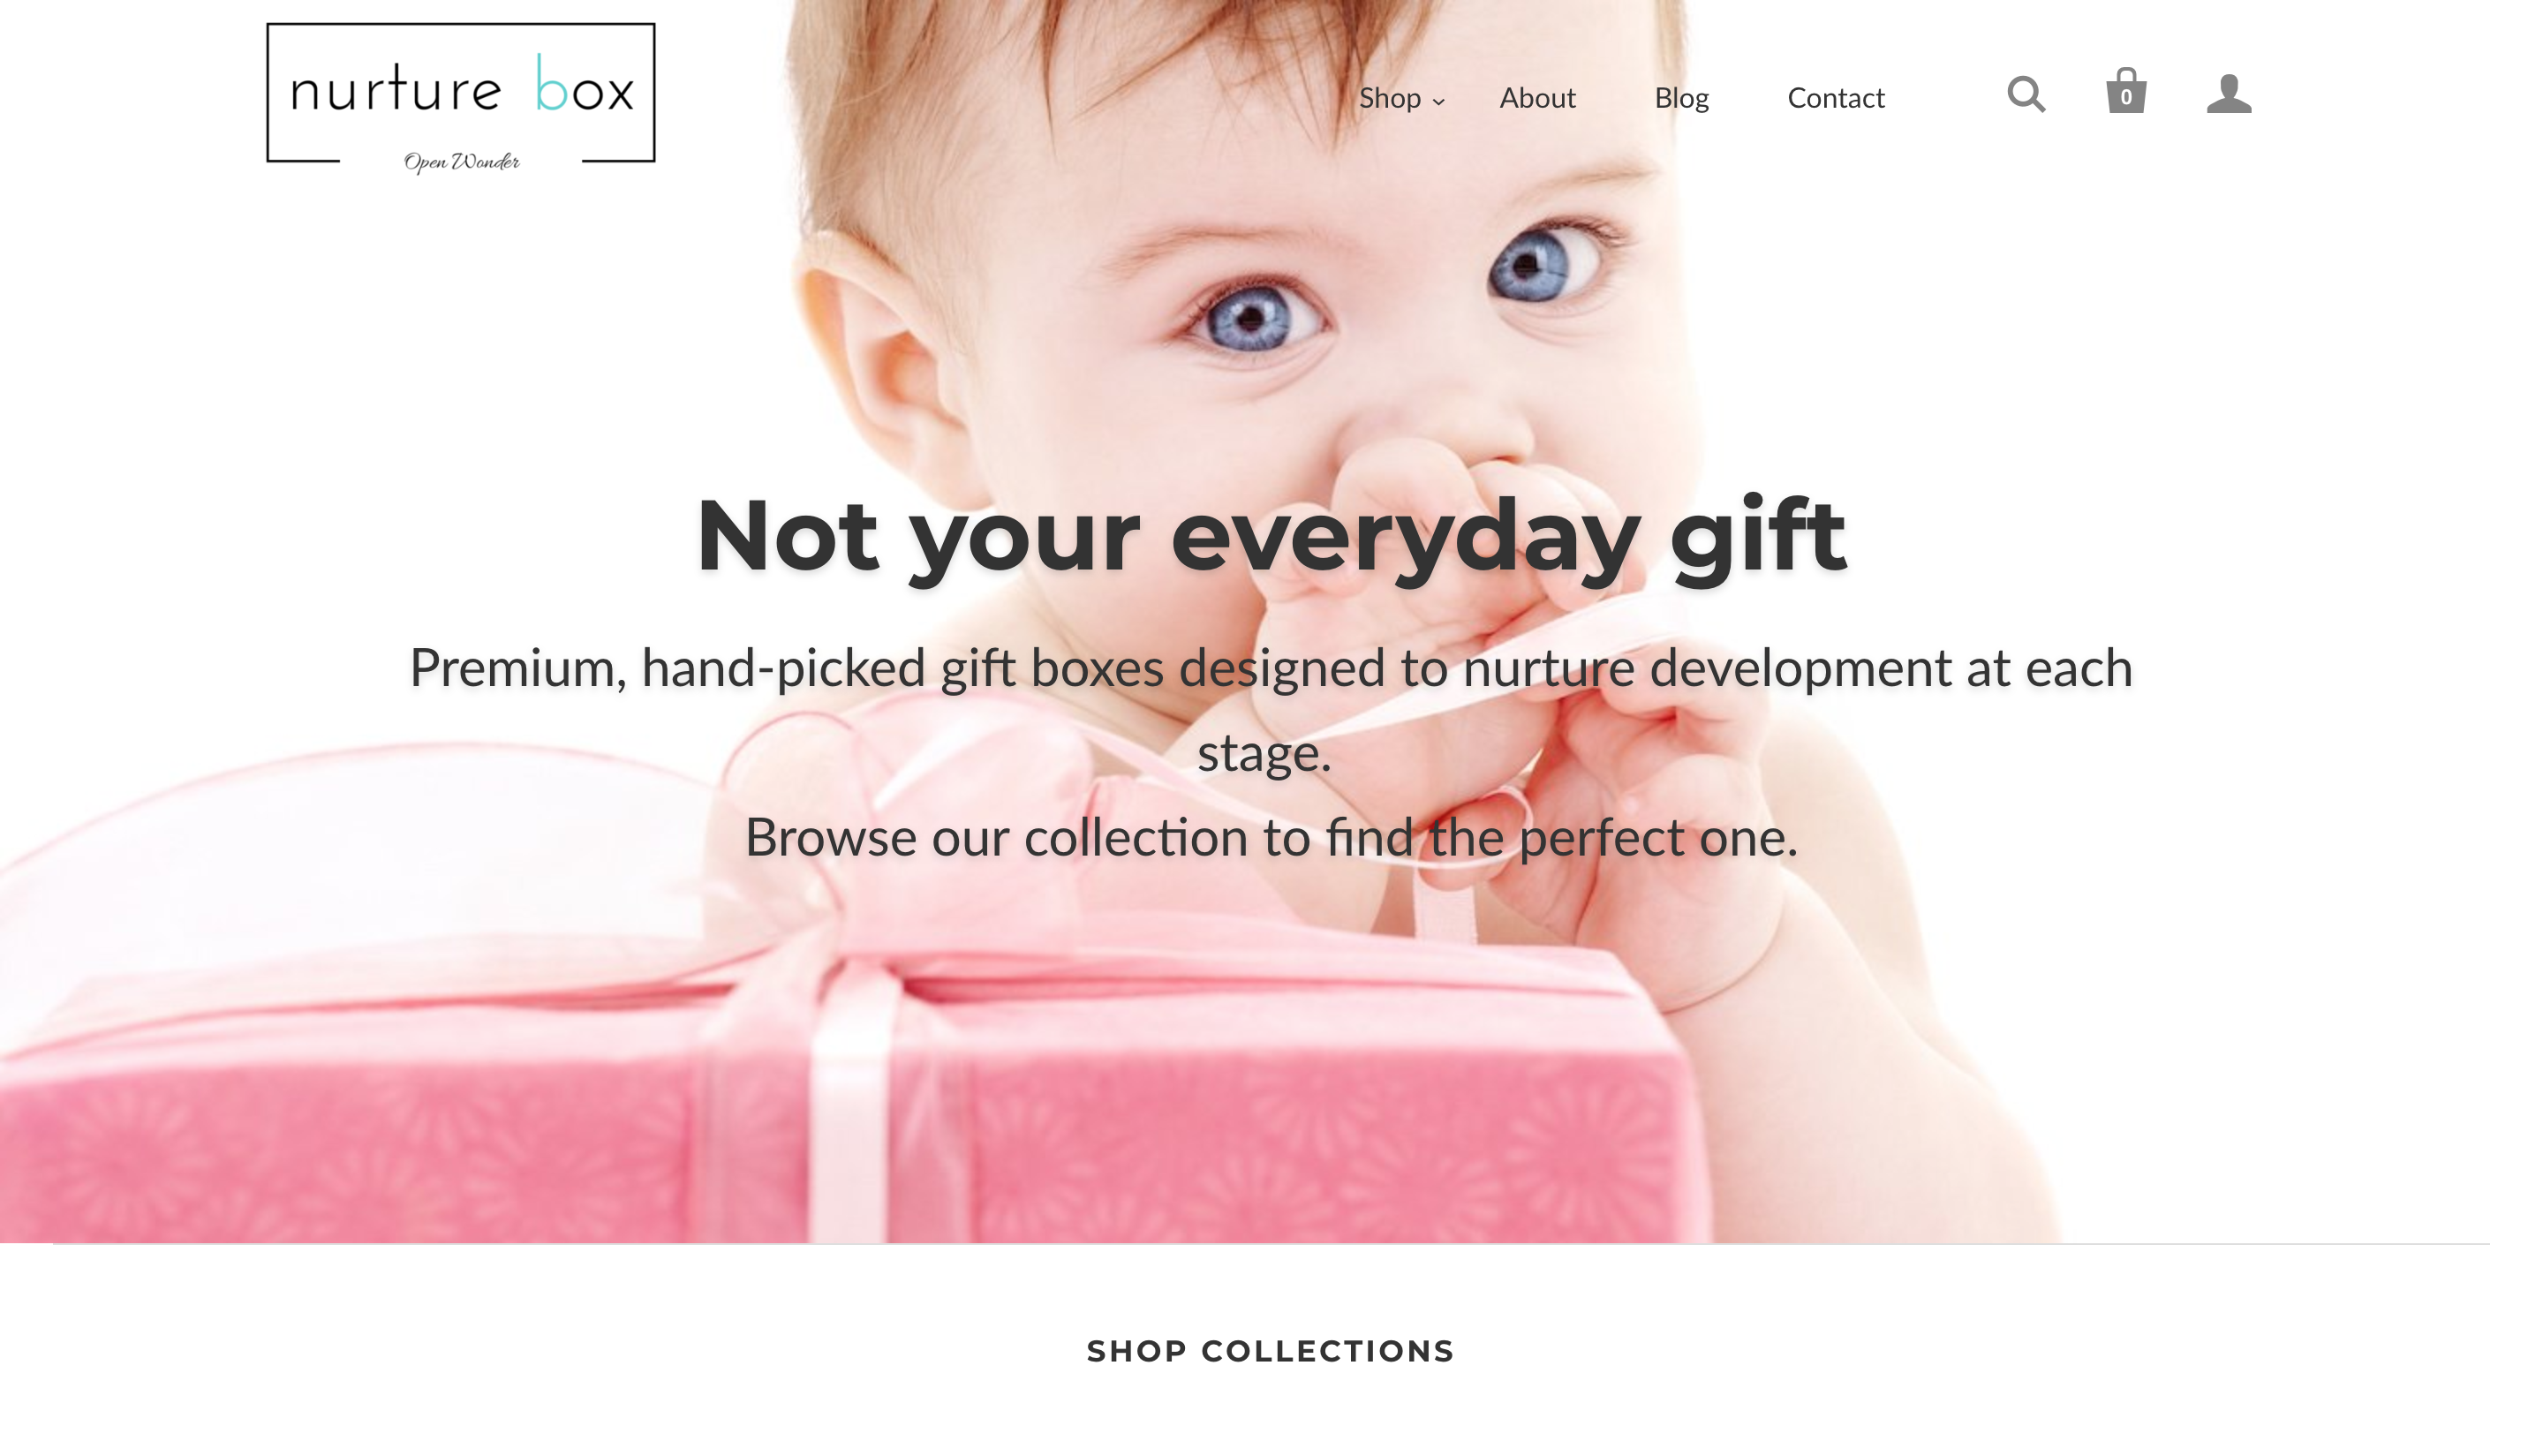 nurture box
Open Wonder
Shop
About
Blog
Contact
0
Not your everyday gift
Premium, hand-picked gift boxes designed to nurture development at each
stage.
Browse our collection to find the perfect one.
SHOP COLLECTIONS